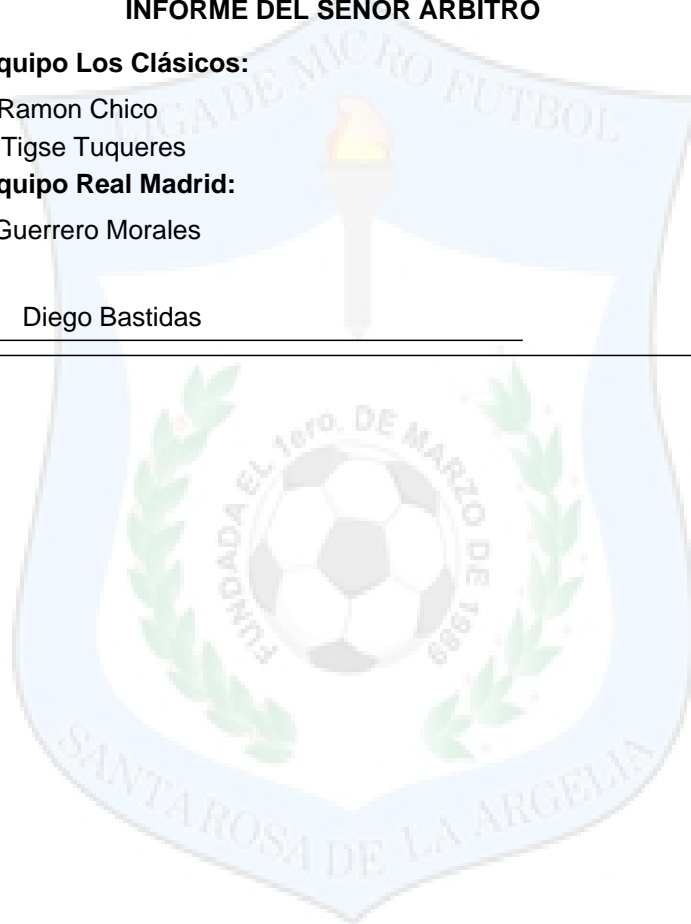 INFORME DEL SEÑOR ARBITRO
quipo Los Clásicos:
Ramon Chico
Tigse Tuqueres
quipo Real Madrid:
Guerrero Morales
Diego Bastidas
LIGA DE MICRO FUTBOL
FUNDADA EL 1ero. DE MARZO DE 1989
SANTA ROSA DE LA ARGELIA